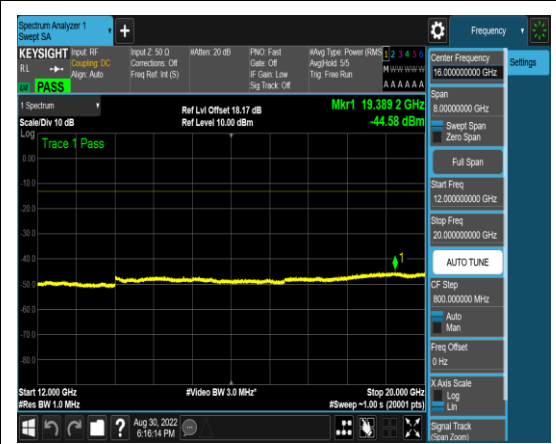 Spectrum Analyzer 1
Swept SA
Frequency
KEYSIGHT
RL
PASS
Input: RF
Coupling: DC
Align: Auto
Input Z: 50 Ω
Corrections: Off
Freq Ref: Int (S)
#Atten: 20 dB
PNO: Fast
Gate: Off
IF Gain: Low
Sig Track: Off
#Avg Type: Power (RMS
Avg|Hold: 5/5
Trig: Free Run
1 2 3 4 5 6
M W W W W W
A A A A A A
Center Frequency
16.000000000 GHz
Settings
Span
8.00000000 GHz
Swept Span
Zero Span
Full Span
Start Freq
12.000000000 GHz
Stop Freq
20.000000000 GHz
AUTO TUNE
CF Step
800.000000 MHz
Auto
Man
Freq Offset
0 Hz
X Axis Scale
Log
Lin
Signal Track
(Span Zoom)
1 Spectrum
Scale/Div 10 dB
Ref Lvl Offset 18.17 dB
Ref Level 10.00 dBm
Mkr1 19.389 2 GHz
-44.58 dBm
Log
Trace 1 Pass
0.00
-10.0
-20.0
-30.0
-40.0
-50.0
-60.0
-70.0
-80.0
1
Start 12.000 GHz
#Res BW 1.0 MHz
#Video BW 3.0 MHz*
Stop 20.000 GHz
#Sweep ~1.00 s (20001 pts)
?
Aug 30, 2022
6:16:14 PM